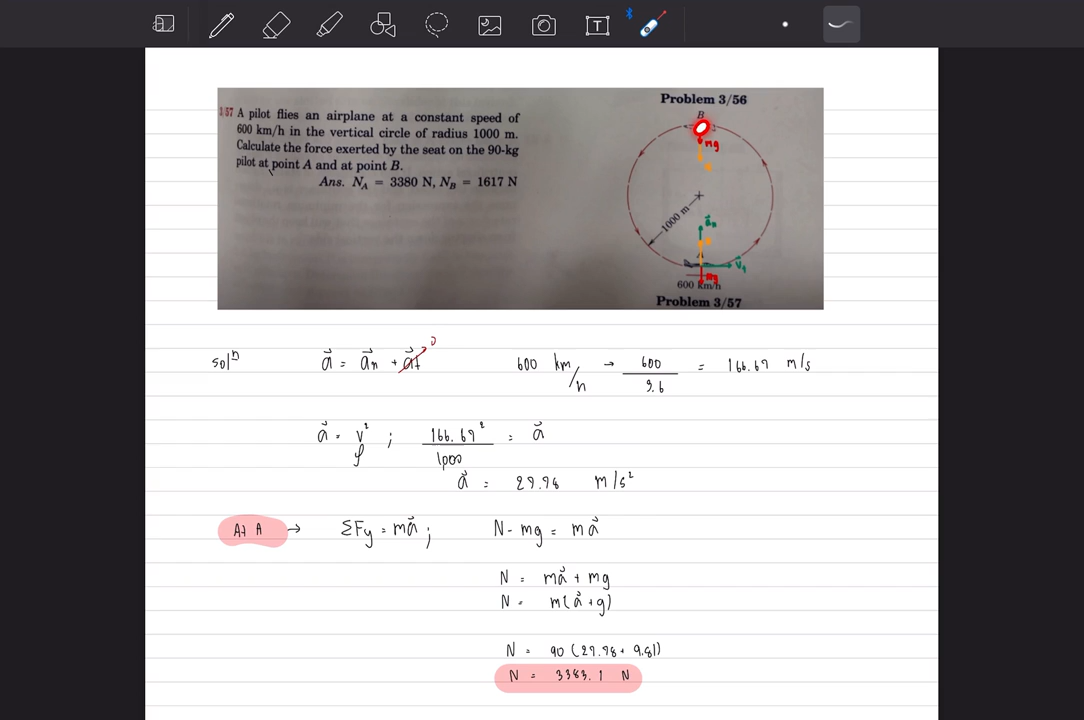 Problem 3/56
3/57 A pilot flies an airplane at a constant speed of
600 km/h in the vertical circle of radius 1000 m.
Calculate the force exerted by the seat on the 90-kg
pilot at point A and at point B.
Ans. N_A = 3380 N, N_B = 1617 N
B
mg
1000 m
a⃗n
A
mg
600 km/h
Problem 3/57
solⁿ a⃗ = a⃗n + a⃗t 0 600 km/h → 600/3.6 = 166.67 m/s
a⃗ = v²/ρ ; 166.67²/1000 = a⃗
a⃗ = 27.78 m/s²
At A → ΣFy = ma⃗ ; N - mg = ma⃗
N = ma⃗ + mg
N = m(a⃗ + g)
N = 90 (27.78 + 9.81)
N = 3383.1 N